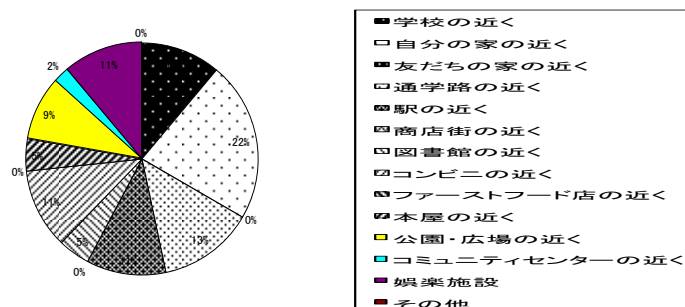 0%
2%
11%
9%
22%
5%
0%
0%
11%
13%
5%
0%
学校の近く
自分の家の近く
友だちの家の近く
通学路の近く
駅の近く
商店街の近く
図書館の近く
コンビニの近く
ファーストフード店の近く
本屋の近く
公園・広場の近く
コミュニティセンターの近く
娯楽施設
その他